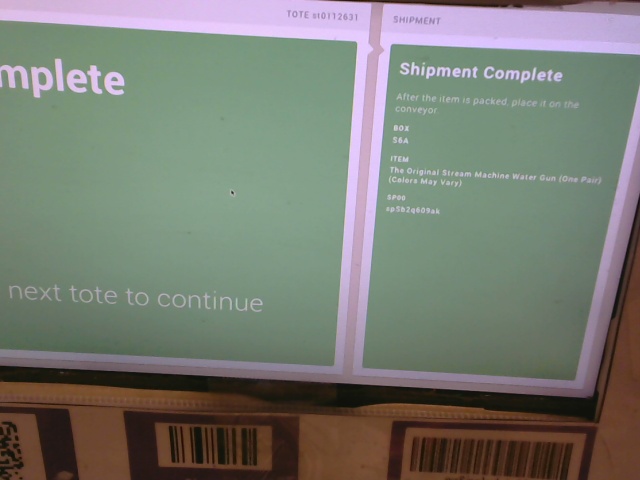 TOTE st0172631
mplete
next tote to continue
SHIPMENT
Shipment Complete
After the item is packed, place it on the
conveyor.
BOX
S6A
ITEM
The Original Stream Machine Water Gun (One Pair)
(Colors May Vary)
SP00
sp5b2q609ak